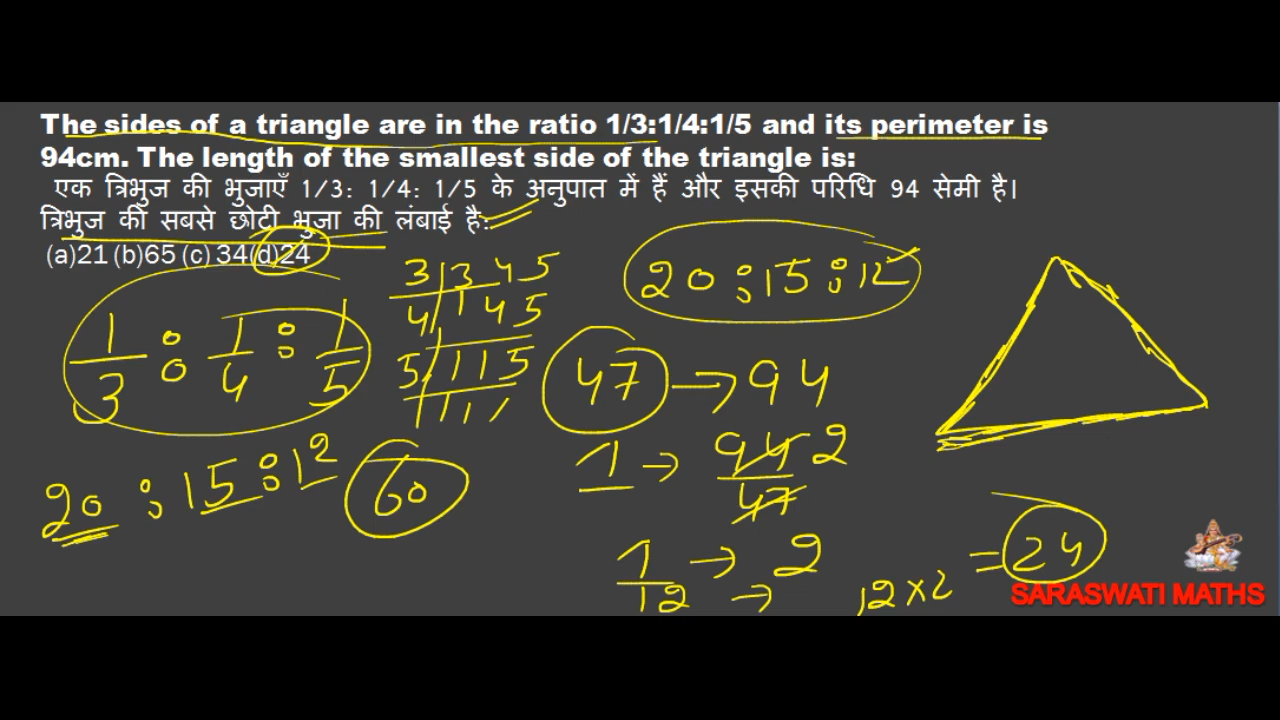 The sides of a triangle are in the ratio 1/3:1/4:1/5 and its perimeter is
94cm. The length of the smallest side of the triangle is:
एक त्रिभुज की भुजाएँ 1/3: 1/4: 1/5 के अनुपात में हैं और इसकी परिधि 94 सेमी है।
त्रिभुज की सबसे छोटी भुजा की लंबाई है:
(a)21 (b)65 (c) 34(d)24
1/3 : 1/4 : 1/5
3 | 3 4 5
4 | 1 4 5
5 | 1 1 5
1 1 1
20 : 15 : 12
60
20 : 15 : 12
47 → 94
1 → 94/47 2
1 → 2
12 → 12×2 = 24
SARASWATI MATHS